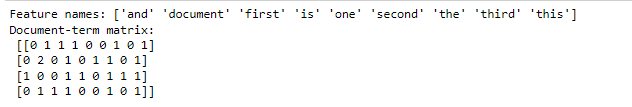 Feature names: ['and' 'document' 'first' 'is' 'one' 'second' 'the' 'third' 'this']
Document-term matrix:
[[0 1 1 1 0 0 1 0 1]
[0 2 0 1 0 1 1 0 1]
[1 0 0 1 1 0 1 1 1]
[0 1 1 1 0 0 1 0 1]]